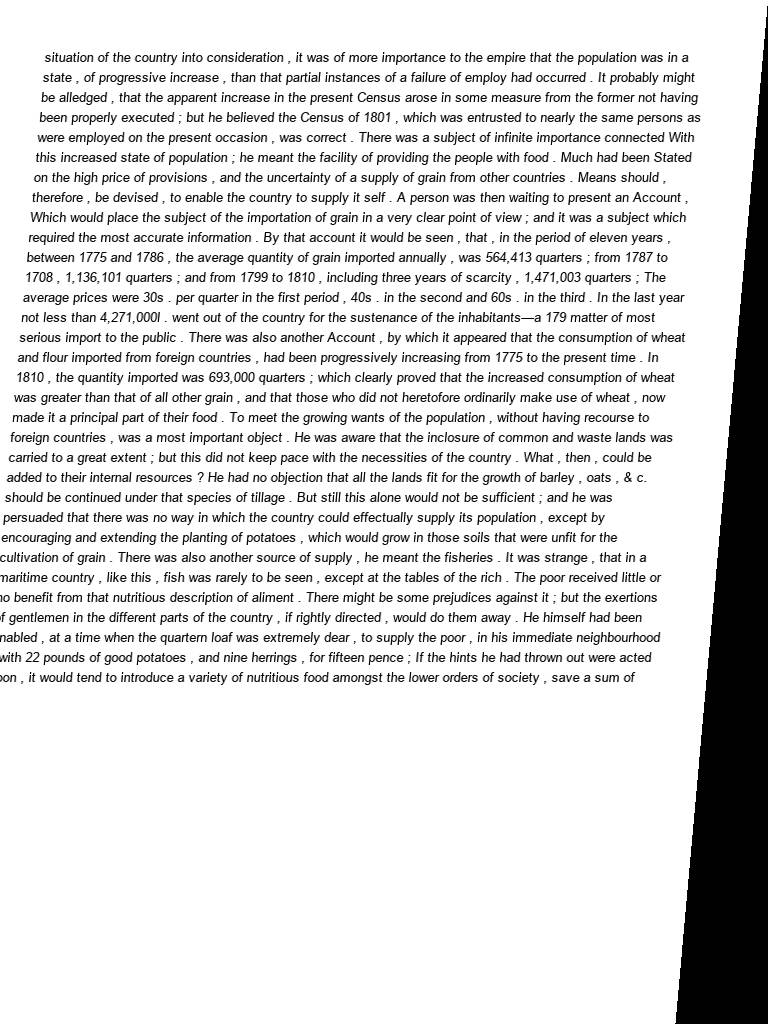 situation of the country into consideration , it was of more importance to the empire that the population was in a
state , of progressive increase , than that partial instances of a failure of employ had occurred . It probably might
be alledged , that the apparent increase in the present Census arose in some measure from the former not having
been properly executed ; but he believed the Census of 1801 , which was entrusted to nearly the same persons as
were employed on the present occasion , was correct . There was a subject of infinite importance connected With
this increased state of population ; he meant the facility of providing the people with food . Much had been Stated
on the high price of provisions , and the uncertainty of a supply of grain from other countries . Means should ,
therefore , be devised , to enable the country to supply it self . A person was then waiting to present an Account ,
Which would place the subject of the importation of grain in a very clear point of view ; and it was a subject which
required the most accurate information . By that account it would be seen , that , in the period of eleven years ,
between 1775 and 1786 , the average quantity of grain imported annually , was 564,413 quarters ; from 1787 to
1708 , 1,136,101 quarters ; and from 1799 to 1810 , including three years of scarcity , 1,471,003 quarters ; The
average prices were 30s . per quarter in the first period , 40s . in the second and 60s . in the third . In the last year
not less than 4,271,000l . went out of the country for the sustenance of the inhabitants—a 179 matter of most
serious import to the public . There was also another Account , by which it appeared that the consumption of wheat
and flour imported from foreign countries , had been progressively increasing from 1775 to the present time . In
1810 , the quantity imported was 693,000 quarters ; which clearly proved that the increased consumption of wheat
was greater than that of all other grain , and that those who did not heretofore ordinarily make use of wheat , now
made it a principal part of their food . To meet the growing wants of the population , without having recourse to
foreign countries , was a most important object . He was aware that the inclosure of common and waste lands was
carried to a great extent ; but this did not keep pace with the necessities of the country . What , then , could be
added to their internal resources ? He had no objection that all the lands fit for the growth of barley , oats , & c.
should be continued under that species of tillage . But still this alone would not be sufficient ; and he was
persuaded that there was no way in which the country could effectually supply its population , except by
encouraging and extending the planting of potatoes , which would grow in those soils that were unfit for the
cultivation of grain . There was also another source of supply , he meant the fisheries . It was strange , that in a
maritime country , like this , fish was rarely to be seen , except at the tables of the rich . The poor received little or
no benefit from that nutritious description of aliment . There might be some prejudices against it ; but the exertions
of gentlemen in the different parts of the country , if rightly directed , would do them away . He himself had been
nabled , at a time when the quartern loaf was extremely dear , to supply the poor , in his immediate neighbourhood
with 22 pounds of good potatoes , and nine herrings , for fifteen pence ; If the hints he had thrown out were acted
on , it would tend to introduce a variety of nutritious food amongst the lower orders of society , save a sum of